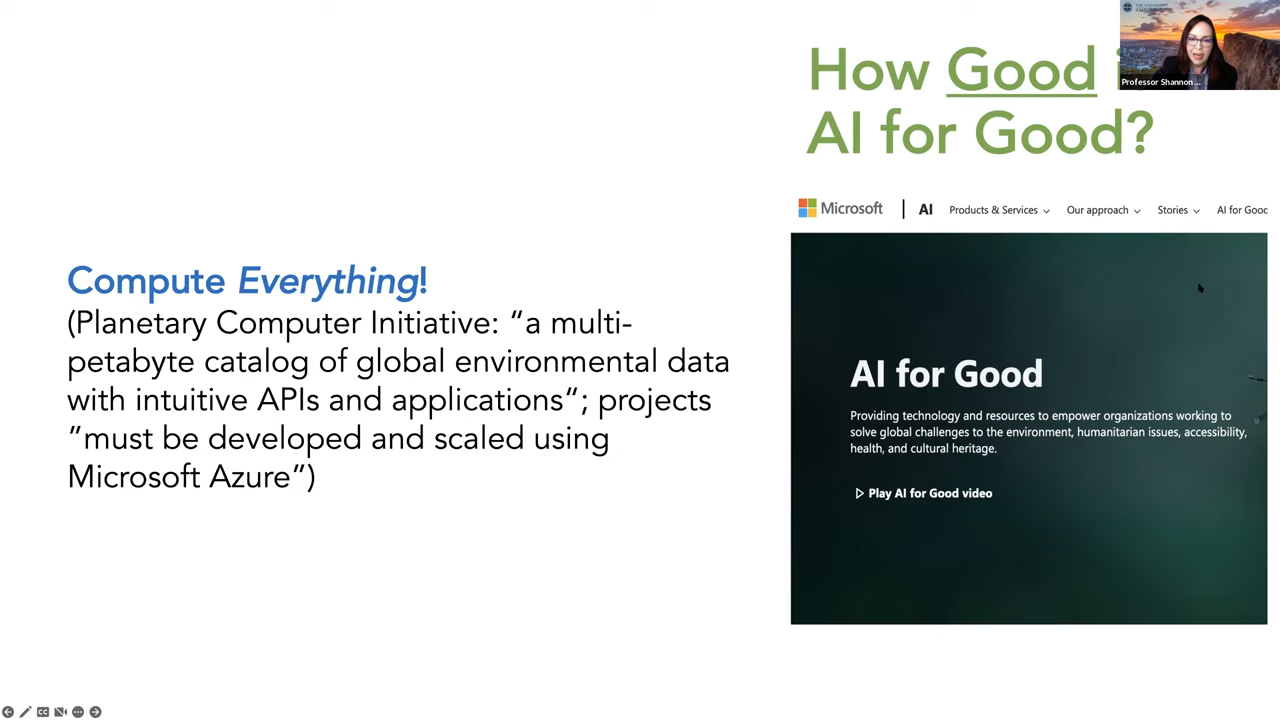 How Good
AI for Good?
Professor Shannon ...
Microsoft | AI Products & Services Our approach Stories AI for Good
Compute Everything!
(Planetary Computer Initiative: “a multi-
petabyte catalog of global environmental data
with intuitive APIs and applications“; projects
”must be developed and scaled using
Microsoft Azure”)
AI for Good
Providing technology and resources to empower organizations working to
solve global challenges to the environment, humanitarian issues, accessibility,
health, and cultural heritage.
Play AI for Good video